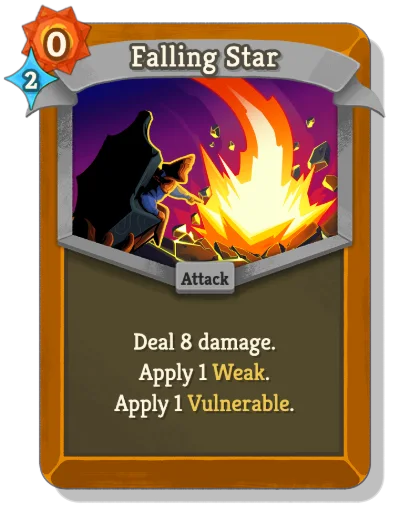 0
2
Falling Star
Attack
Deal 8 damage.
Apply 1 Weak.
Apply 1 Vulnerable.